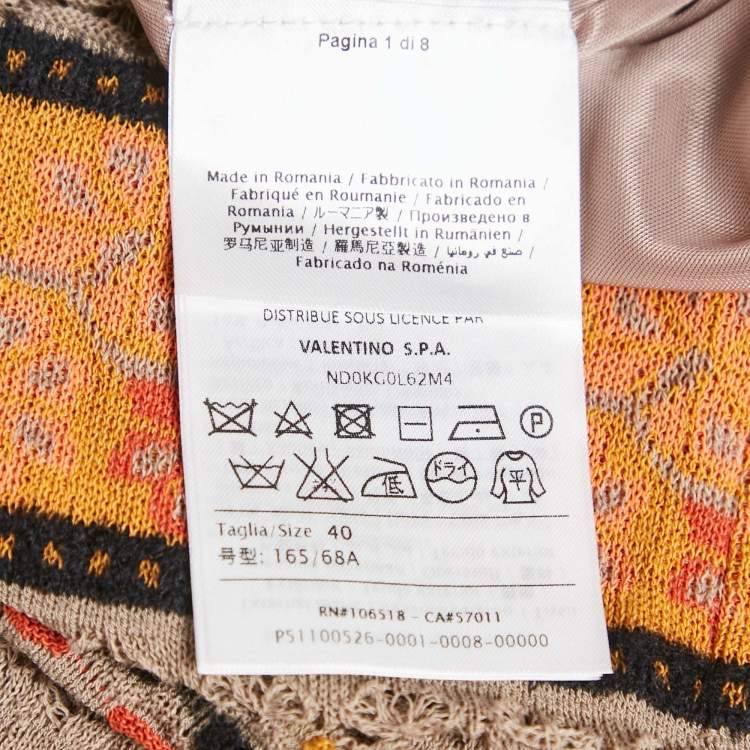 Pagina 1 di 8
Made in Romania / Fabbricato in Romania /
Fabriqué en Roumanie / Fabricado en
Romania / ルーマニア製 / Произведено в
Румынии / Hergestellt in Rumänien /
罗马尼亚制造 / 羅馬尼亞製造 / صنع في رومانيا /
Fabricado na Roménia
DISTRIBUE SOUS LICENCE PAR
VALENTINO S.P.A.
ND0KG0L62M4
P
低 ドライ 平
Taglia/Size 40
号型: 165/68A
RN#106518 - CA#57011
P51100526-0001-0008-00000